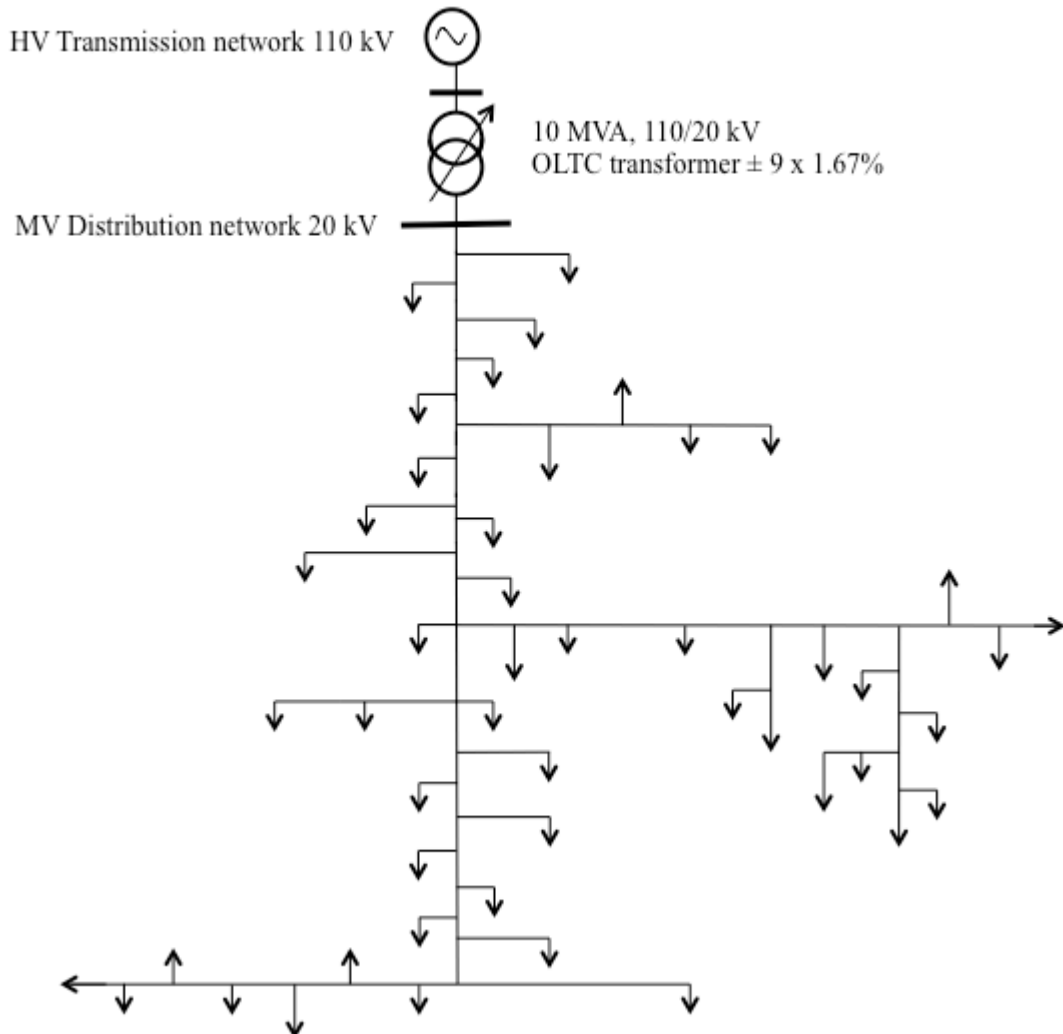 HV Transmission network 110 kV
10 MVA, 110/20 kV
OLTC transformer ± 9 x 1.67%
MV Distribution network 20 kV